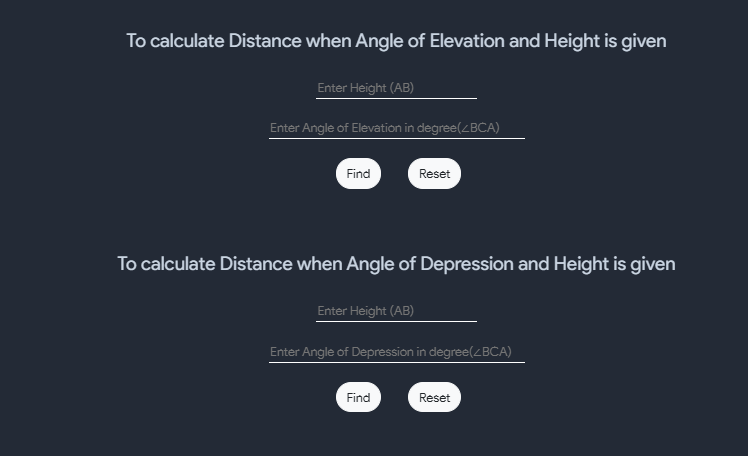 To calculate Distance when Angle of Elevation and Height is given
Enter Height (AB)
Enter Angle of Elevation in degree(∠BCA)
Find Reset
To calculate Distance when Angle of Depression and Height is given
Enter Height (AB)
Enter Angle of Depression in degree(∠BCA)
Find Reset